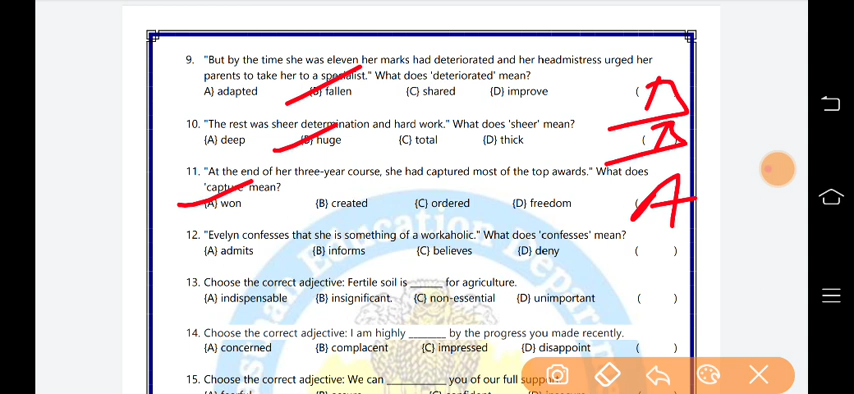 9. "But by the time she was eleven her marks had deteriorated and her headmistress urged her
parents to take her to a specialist." What does 'deteriorated' mean?
A) adapted (B) fallen (C) shared (D) improve ( )
10. "The rest was sheer determination and hard work." What does 'sheer' mean?
(A) deep (B) huge (C) total (D) thick ( )
11. "At the end of her three-year course, she had captured most of the top awards." What does
'capture' mean?
(A) won (B) created (C) ordered (D) freedom ( A
12. "Evelyn confesses that she is something of a workaholic." What does 'confesses' mean?
(A) admits (B) informs (C) believes (D) deny ( )
13. Choose the correct adjective: Fertile soil is ______ for agriculture.
(A) indispensable (B) insignificant. (C) non-essential (D) unimportant ( )
14. Choose the correct adjective: I am highly _______ by the progress you made recently.
(A) concerned (B) complacent (C) impressed (D) disappoint ( )
15. Choose the correct adjective: We can ___________ you of our full